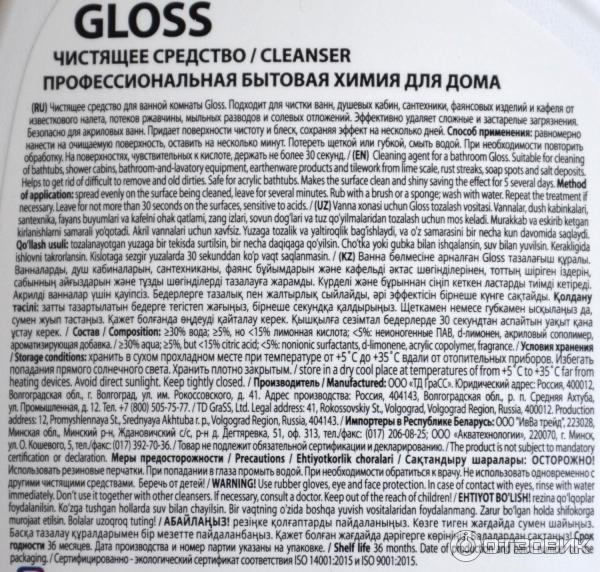 GLOSS
ЧИСТЯЩЕЕ СРЕДСТВО / CLEANSER
ПРОФЕССИОНАЛЬНАЯ БЫТОВАЯ ХИМИЯ ДЛЯ ДОМА
(RU) Чистящее средство для ванной комнаты Gloss. Подходит для чистки ванн, душевых кабин, сантехники, фаянсовых изделий и кафеля от
известкового налета, потеков ржавчины, мыльных разводов и солевых отложений. Эффективно удаляет сложные и застарелые загрязнения.
Безопасно для акриловых ванн. Придает поверхности чистоту и блеск, сохраняя эффект на несколько дней. Способ применения: равномерно
нанести на очищаемую поверхность, оставить на несколько минут. Потереть щеткой или губкой, смыть водой. При необходимости повторить
обработку. На поверхностях, чувствительных к кислоте, держать не более 30 секунд. / (EN) Cleaning agent for a bathroom Gloss. Suitable for cleaning
of bathtubs, shower cabins, bathroom-and-lavatory equipment, earthenware products and tilework from lime scale, rust streaks, soap spots and salt deposits.
Helps to get rid of difficult to remove and old dirties. Safe for acrylic bathtubs. Makes the surface clean and shiny saving the effect for 5 several days. Method
of application: spread evenly on the surface being cleaned, leave for several minutes. Rub with a brush or a sponge; wash with water. Repeat the treatment if
necessary. Leave for not more than 30 seconds on the surfaces, sensitive to acids. / (UZ) Vanna xonasi uchun Gloss tozalash vositasi. Vannalar, dush kabinkalari,
santexnika, fayans buyumlari va kafelni ohak qatlami, zang izlari, sovun dog'lari va tuz qo'yilmalaridan tozalash uchun mos keladi. Murakkab va eskirib ketgan
kirlanishlarni samarali yo'qotadi. Akril vannalari uchun xavfsiz. Yuzaga tozalik va yaltiroqlik bag'ishlaydi, va o'z samarasini bir necha kun davomida saqlaydi.
Qo'llash usuli: tozalanayotgan yuzaga bir tekisda surtilsin, bir necha daqiqaga qo'yilsin. Cho'tka yoki gubka bilan ishqalansin, suv bilan yuvilsin. Kerakligida
ishlovni takrorlansin. Kislotaga sezgir yuzalarda 30 sekunddan ko'p vaqt saqlanmasin. / (KZ) Ванна бөлмесіне арналған Gloss тазалағыш құралы.
Ванналарды, душ кабиналарын, сантехниканы, фаянс бұйымдарын және кафельді әктас шөгінділерінен, тоттың шіріген іздерін,
сабынның айғыздарын және тұзды шөгінділерді тазалауға жарамды. Күрделі және бұрыннан сіңіп кеткен ластарды тиімді кетіреді.
Акрилді ванналар үшін қауіпсіз. Бедерлерге тазалық пен жалтырлық сыйлайды, әрі эффектісін бірнеше күнге сақтайды. Қолдану
тәсілі: затты тазартылатын бедерге тегістеп жағыңыз, бірнеше секундқа қалдырыңыз. Щеткамен немесе губкамен ысқылаңыз да,
сумен жуып тастаңыз. Қажет болғанда өңдеуді қайталау керек. Қышқылға сезімтал бедерлерде 30 секундтан аспайтын уақыт қана
ұстау керек. / Состав / Composition: ≥30% вода; ≥5%, но <15% лимонная кислота; <5%: неионогенные ПАВ, d-лимонен, акриловый сополимер,
ароматизирующая добавка. / ≥30% aqua; ≥5%, but <15% citric acid; <5%: nonionic surfactants, d-limonene, acrylic copolymer, fragrance. / Условия хранения
/ Storage conditions: хранить в сухом прохладном месте при температуре от +5˚C до +35˚C вдали от отопительных приборов. Избегать
попадания прямого солнечного света. Хранить плотно закрытым. / store in a dry cool place at temperatures of from +5˚C to +35˚C far from
heating devices. Avoid direct sunlight. Keep tightly closed. / Производитель / Manufactured: ООО «ТД ГраСС». Юридический адрес: Россия, 400012,
Волгоградская обл., г. Волгоград, ул. им. Рокоссовского, д. 41. Адрес производства: Россия, 404143, Волгоградская обл., р. п. Средняя Ахтуба,
ул. Промышленная, д. 12. Тел. +7 (800) 505-75-77. / TD GraSS, Ltd. Legal address: 41, Rokossovskiy St., Volgograd, Volgograd Region, Russia, 400012. Production
address: 12, Promyshlennaya St., Srednyaya Akhtuba r. p., Volgograd Region, Russia, 404143. / Импортеры в Республике Беларусь: ООО "ИвВа трейд", 223028,
Минская обл., Минский р-н, Ждановичский с/с, р-н д. Дегтяревка, 51, оф. 313, тел./факс: (017) 206-08-25; ООО «Акватехнологии», 220070, г. Минск,
ул. О. Кошевого, 5, тел./факс: (017) 392-70-36. / Товар не подлежит обязательной сертификации и декларированию. / The product is not subject to mandatory
certification or declaration. Меры предосторожности / Precautions / Ehtiyotkorlik choralari / Сақтандыру шаралары: ОСТОРОЖНО!
Использовать резиновые перчатки. При попадании в глаза промыть водой. При необходимости обратиться к врачу. Не использовать одновременно с
другими чистящими средствами. Беречь от детей! / WARNING! Use rubber gloves, eye and face protection. In case of contact with eyes, rinse with water
immediately. Don't use it together with other cleansers. If necessary, consult a doctor. Keep out of the reach of children! / EHTIYOT BO'LISH! rezina qo'lqoplar
foydalanilsin. Ko'zga tushgan hollarda suv bilan chayilsin. Bir vaqtning o'zida boshqa yuvish vositalaridan foydalanmang. Zarur bo'lgan holda shifokorga
murojaat etilsin. Bolalar uzoqroq tuting! / АБАЙЛАҢЫЗ! резіңке қолғаптарды пайдаланыңыз. Көзге тиген жағдайда сумен шайыңыз.
Басқа тазалау құралдарымен бір мезетте пайдаланбаңыз. Қажет болған жағдайда дәрігерге көрініңіз. Балалардан сақтаңыз! Срок
годности 36 месяцев. Дата производства и номер партии указаны на упаковке. / Shelf life 36 months. Date of production and
packaging. / Сертификаты - экологический сертификат соответствия ISO 14001:2015 и ISO 9001:2015.
ОТЗОВИК